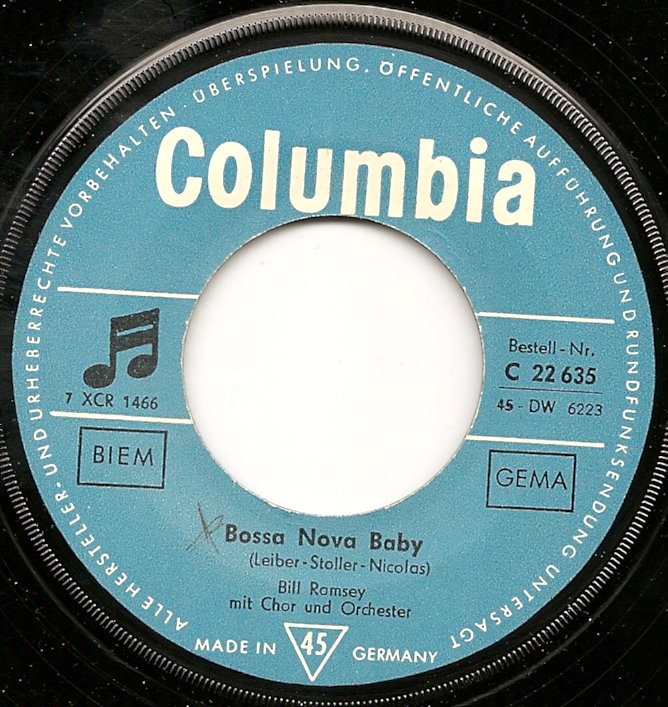 ALLE HERSTELLER- UND URHEBERRECHTE VORBEHALTEN · ÜBERSPIELUNG, ÖFFENTLICHE AUFFÜHRUNG UND RUNDFUNKSENDUNG UNTERSAGT
Columbia
7 XCR 1466
Bestell-Nr.
C 22 635
45 - DW 6223
BIEM
GEMA
Bossa Nova Baby
(Leiber-Stoller-Nicolas)
Bill Ramsey
mit Chor und Orchester
MADE IN 45 GERMANY